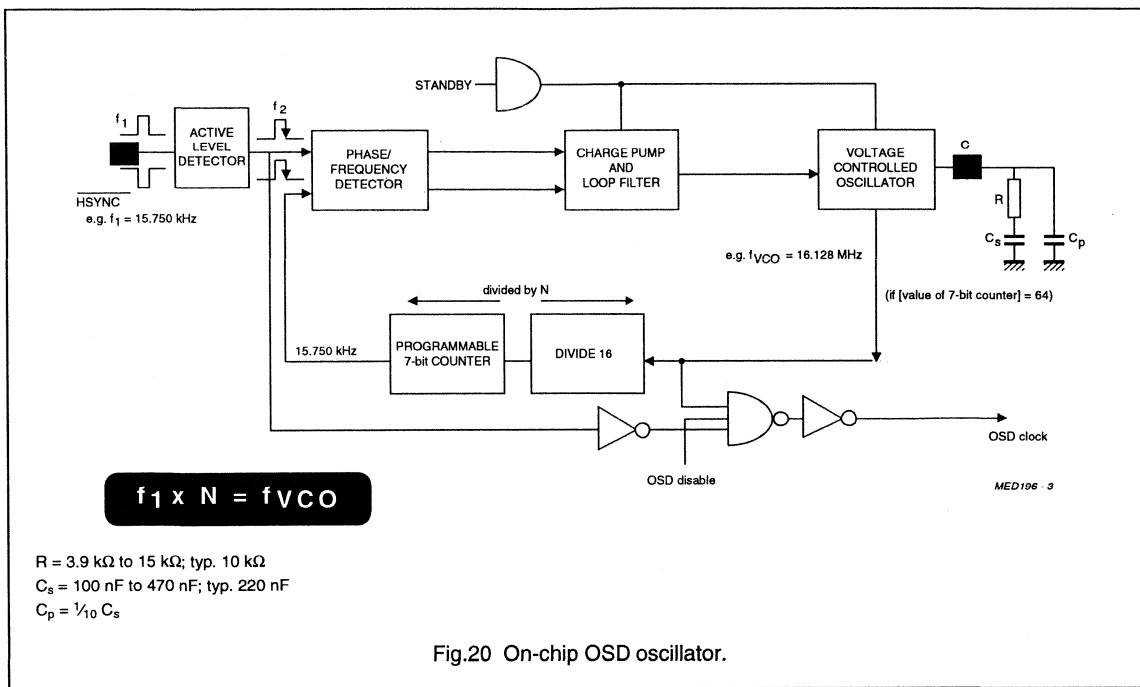 STANDBY
f1
f2
ACTIVE
LEVEL
DETECTOR
PHASE/
FREQUENCY
DETECTOR
CHARGE PUMP
AND
LOOP FILTER
VOLTAGE
CONTROLLED
OSCILLATOR
C
R
Cs
Cp
HSYNC
e.g. f1 = 15.750 kHz
e.g. fVCO = 16.128 MHz
(if [value of 7-bit counter] = 64)
divided by N
15.750 kHz
PROGRAMMABLE
7-bit COUNTER
DIVIDE 16
OSD clock
OSD disable
MED196 - 3
f1 x N = fVCO
R = 3.9 kΩ to 15 kΩ; typ. 10 kΩ
Cs = 100 nF to 470 nF; typ. 220 nF
Cp = 1/10 Cs
Fig.20 On-chip OSD oscillator.